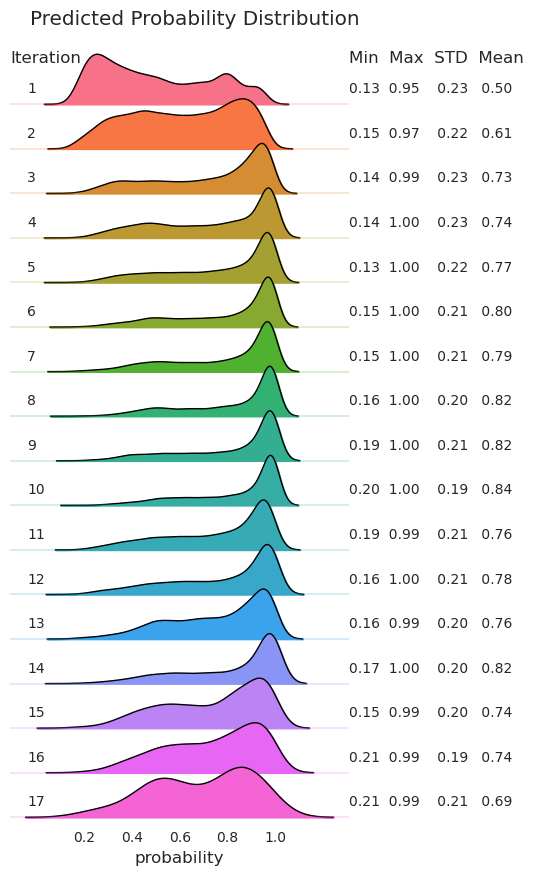 Predicted Probability Distribution
Iteration Min Max STD Mean
1 0.13 0.95 0.23 0.50
2 0.15 0.97 0.22 0.61
3 0.14 0.99 0.23 0.73
4 0.14 1.00 0.23 0.74
5 0.13 1.00 0.22 0.77
6 0.15 1.00 0.21 0.80
7 0.15 1.00 0.21 0.79
8 0.16 1.00 0.20 0.82
9 0.19 1.00 0.21 0.82
10 0.20 1.00 0.19 0.84
11 0.19 0.99 0.21 0.76
12 0.16 1.00 0.21 0.78
13 0.16 0.99 0.20 0.76
14 0.17 1.00 0.20 0.82
15 0.15 0.99 0.20 0.74
16 0.21 0.99 0.19 0.74
17 0.21 0.99 0.21 0.69
0.2 0.4 0.6 0.8 1.0
probability